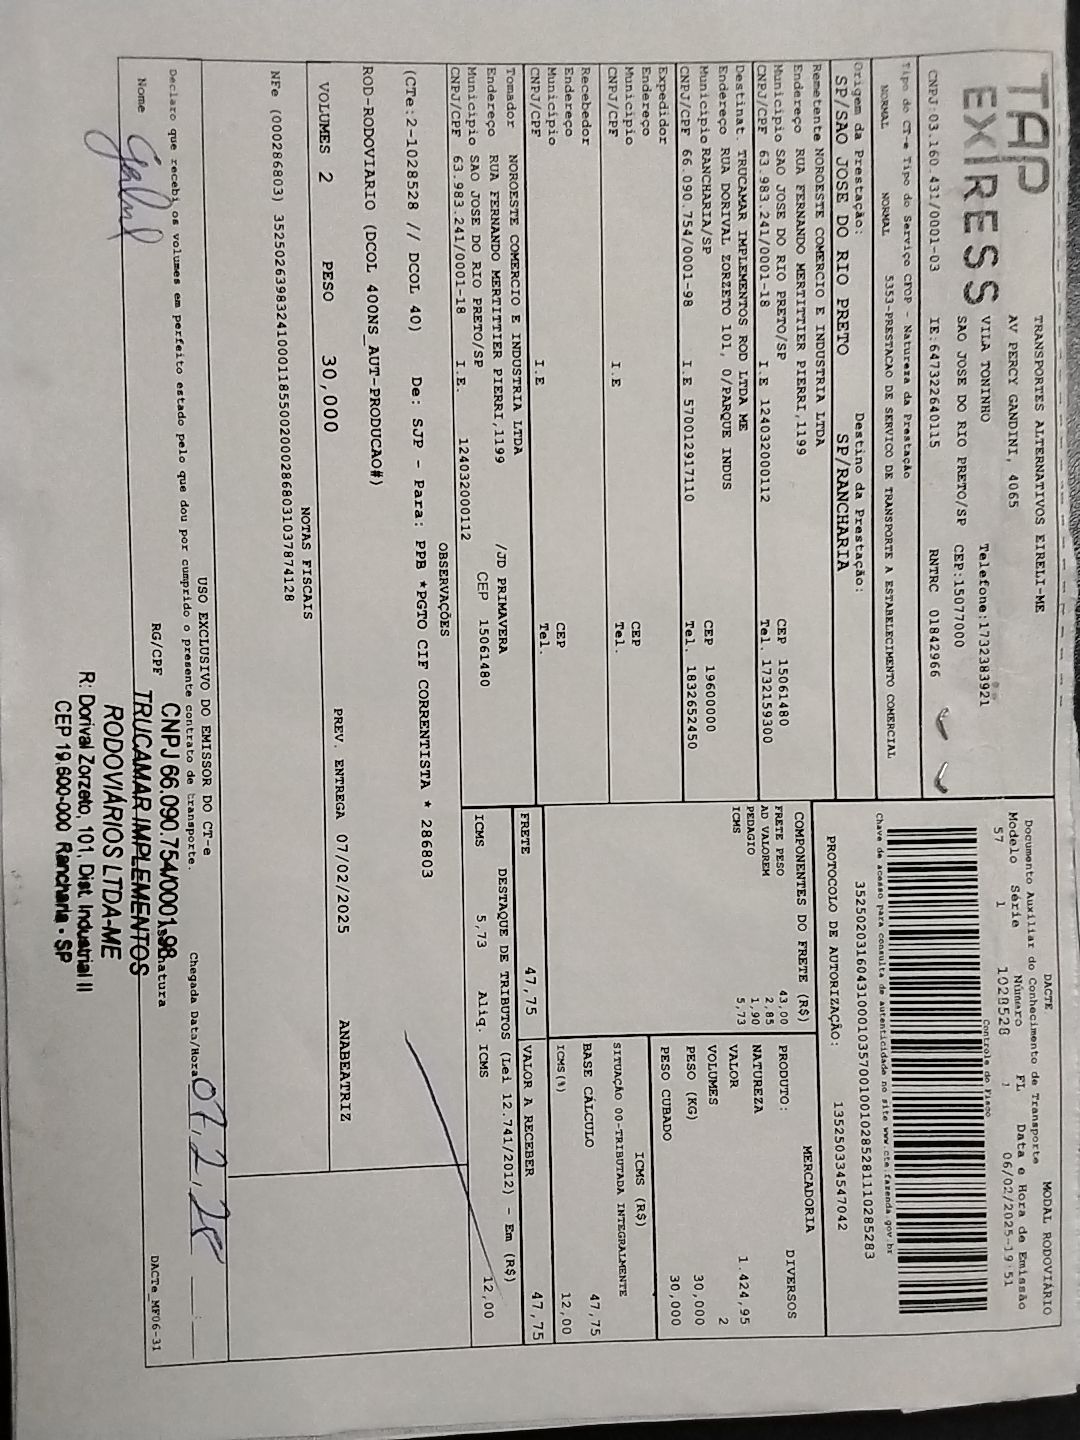 TAP
EXPRESS
TRANSPORTES ALTERNATIVOS EIRELI-ME
AV PERCY GANDINI, 4065
VILA TONINHO Telefone:1732383921
SAO JOSE DO RIO PRETO/SP CEP:15077000
CNPJ:03.160.431/0001-03 IE:647322640115 RNTRC 01842966
Tipo do CT-e Tipo do Serviço CFOP - Natureza da Prestação
NORMAL NORMAL 5353-PRESTACAO DE SERVICO DE TRANSPORTE A ESTABELECIMENTO COMERCIAL
Origem da Prestação: Destino da Prestação:
SP/SAO JOSE DO RIO PRETO SP/RANCHARIA
DACTE MODAL RODOVIÁRIO
Documento Auxiliar do Conhecimento de Transporte
Modelo Série Número FL Data e Hora de Emissão
57 1 1028528 1 06/02/2025-19:51
Controle do Fisco
Chave de acesso para consulta de autenticidade no site www.cte.fazenda.gov.br
35250203160431000103570010010285281110285283
PROTOCOLO DE AUTORIZAÇÃO: 135250334547042
Remetente NOROESTE COMERCIO E INDUSTRIA LTDA
Endereço RUA FERNANDO MERTITTIER PIERRI,1199
Municipio SAO JOSE DO RIO PRETO/SP CEP 15061480
CNPJ/CPF 63.983.241/0001-18 I.E 124032000112 Tel. 1732159300
Destinat. TRUCAMAR IMPLEMENTOS ROD LTDA ME
Endereço RUA DORIVAL ZORZETO 101, 0/PARQUE INDUS
Municipio RANCHARIA/SP CEP 19600000
CNPJ/CPF 66.090.754/0001-98 I.E 570012917110 Tel. 1832652450
Expedidor
Endereço
Município CEP
CNPJ/CPF I.E Tel.
Recebedor
Endereço
Município CEP
CNPJ/CPF I.E Tel.
Tomador NOROESTE COMERCIO E INDUSTRIA LTDA
Endereço RUA FERNANDO MERTITTIER PIERRI,1199 /JD PRIMAVERA
Municipio SAO JOSE DO RIO PRETO/SP CEP 15061480
CNPJ/CPF 63.983.241/0001-18 I.E. 124032000112
COMPONENTES DO FRETE (R$)
FRETE PESO 43,00
AD VALOREM 2,85
PEDAGIO 1,90
ICMS 5,73
MERCADORIA
PRODUTO: DIVERSOS
NATUREZA
VALOR 1.424,95
VOLUMES 2
PESO (KG) 30,000
PESO CUBADO 30,000
ICMS (R$)
SITUAÇÃO 00-TRIBUTADA INTEGRALMENTE
BASE CÁLCULO 47,75
ICMS (%) 12,00
FRETE 47,75 VALOR A RECEBER 47,75
DESTAQUE DE TRIBUTOS (Lei 12.741/2012) - Em (R$)
ICMS 5,73 Aliq. ICMS 12,00
OBSERVAÇÕES
(CTe:2-1028528 // DCOL 40) De: SJP - Para: PPB *PGTO CIF CORRENTISTA * 286803
ROD-RODOVIARIO (DCOL 400NS_AUT-PRODUCAO#)
VOLUMES 2 PESO 30,000 PREV. ENTREGA 07/02/2025 ANABEATRIZ
NOTAS FISCAIS
NFe (000286803) 35250263983241000118550020002868031037874128
USO EXCLUSIVO DO EMISSOR DO CT-e
Declaro que recebi os volumes em perfeito estado pelo que dou por cumprido o presente contrato de transporte. Chegada Data/Hora 07, 2, 25 __:__
Nome RG/CPF Assinatura
DACTe_MF06-31
CNPJ 66.090.754/0001-98
TRUCAMAR IMPLEMENTOS
RODOVIÁRIOS LTDA-ME
R: Dorival Zorzeto, 101, Dist. Industrial II
CEP 19.600-000 Rancharia - SP